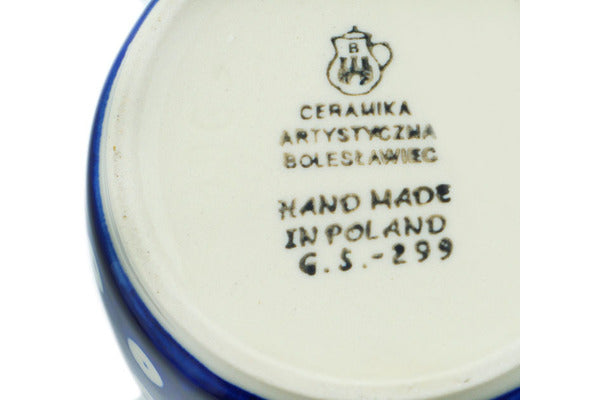 B
CERAMIKA
ARTYSTYCZNA
BOLESŁAWIEC
HAND MADE
IN POLAND
G.S.-299